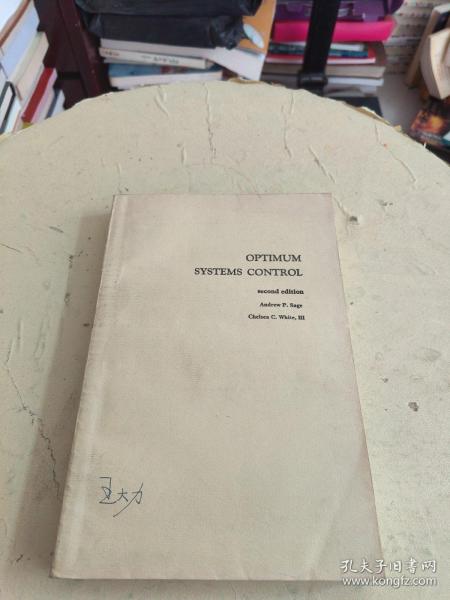 OPTIMUM
SYSTEMS CONTROL
second edition
Andrew P. Sage
Chelsea C. White, III
王大力
孔夫子旧书网
www.kongfz.com